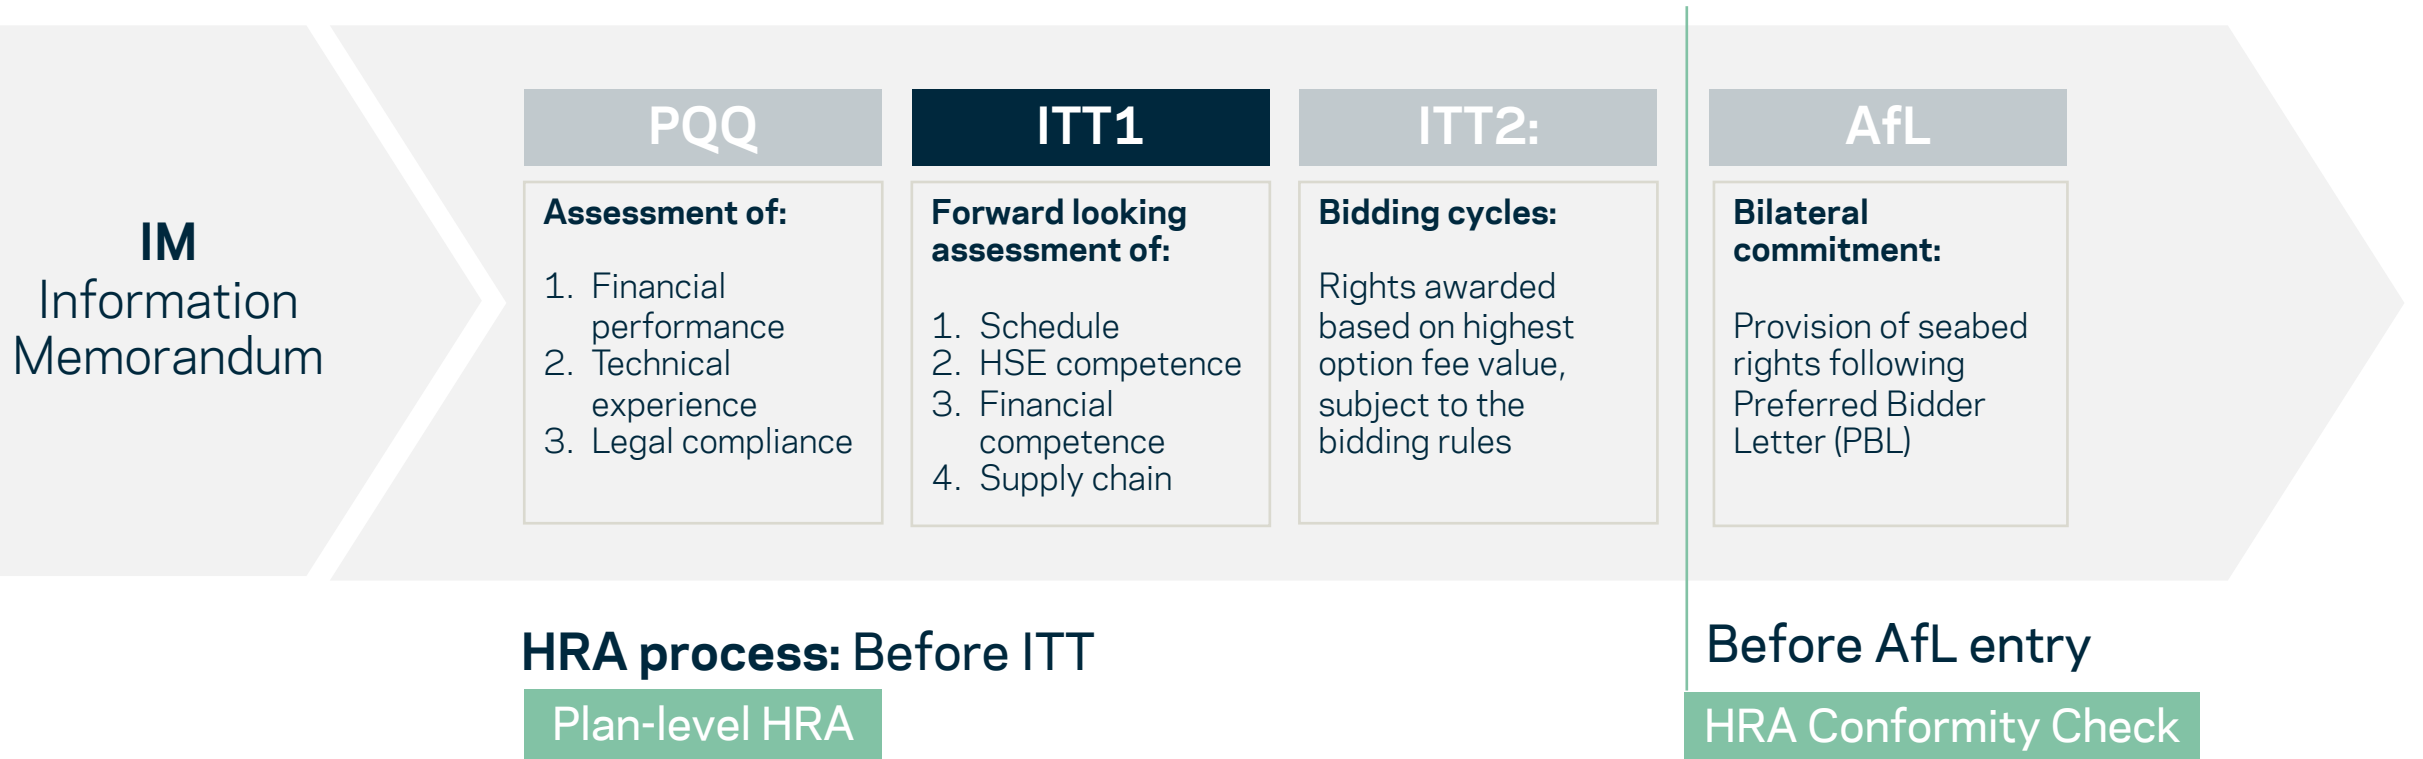 IM
Information
Memorandum
PQQ
Assessment of:
1. Financial
performance
2. Technical
experience
3. Legal compliance
ITT1
Forward looking
assessment of:
1. Schedule
2. HSE competence
3. Financial
competence
4. Supply chain
ITT2:
Bidding cycles:
Rights awarded
based on highest
option fee value,
subject to the
bidding rules
AfL
Bilateral
commitment:
Provision of seabed
rights following
Preferred Bidder
Letter (PBL)
HRA process: Before ITT
Plan-level HRA
Before AfL entry
HRA Conformity Check